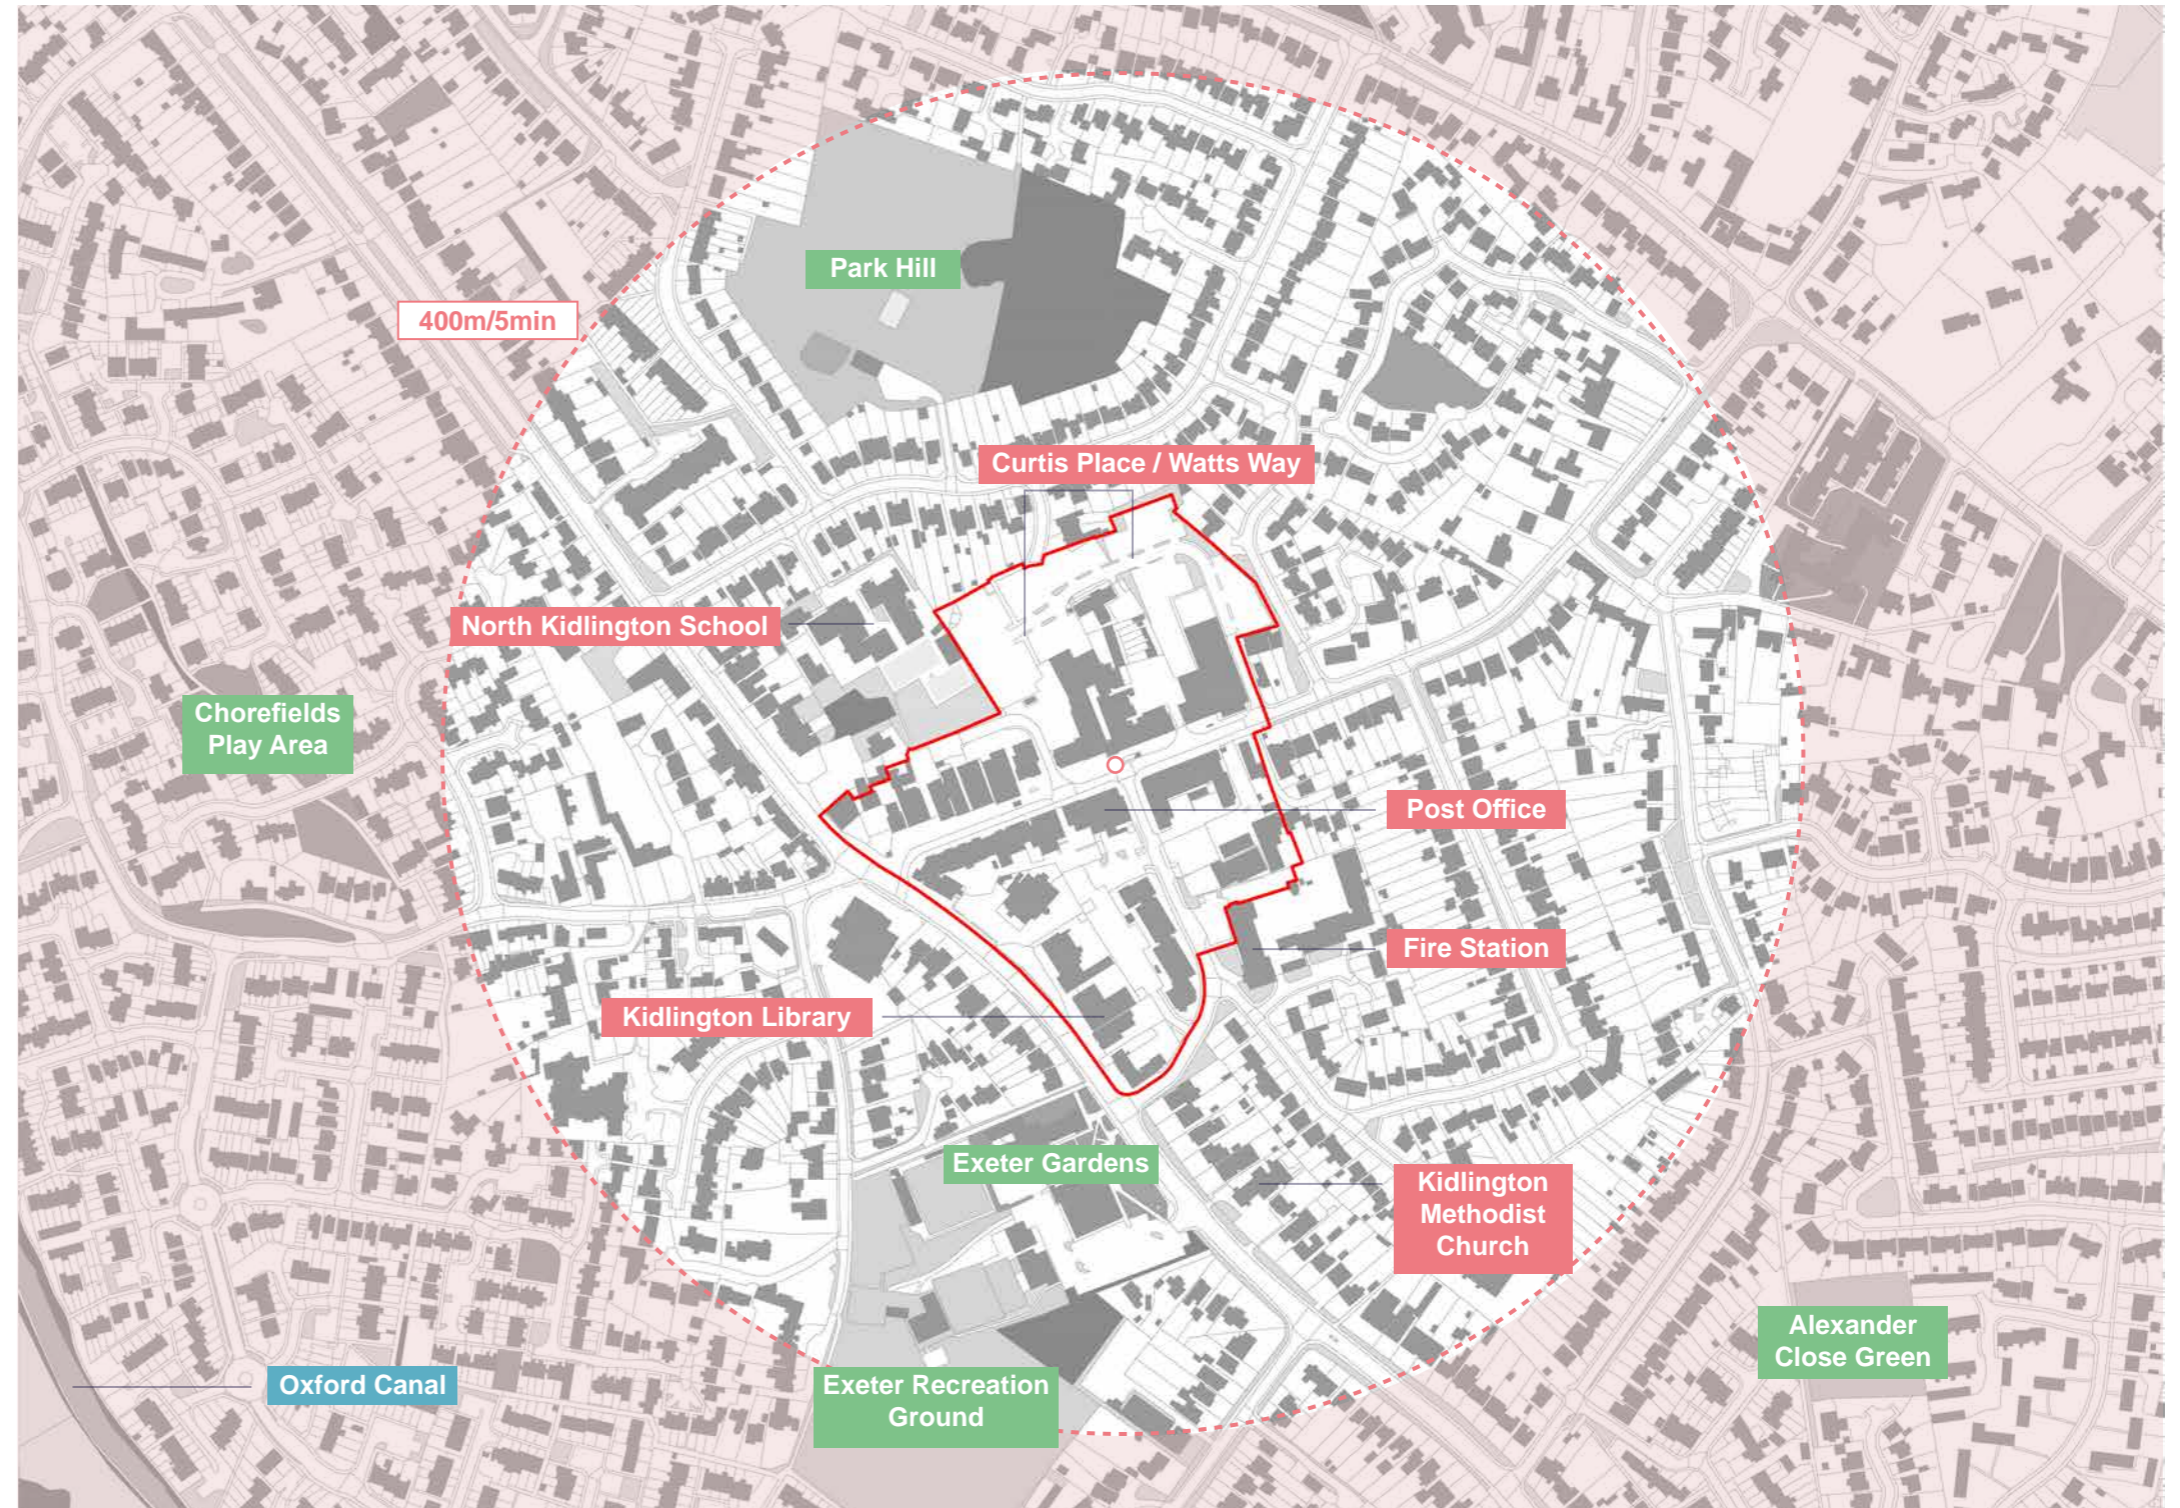 Park Hill
400m/5min
Curtis Place / Watts Way
North Kidlington School
Chorefields
Play Area
Post Office
Fire Station
Kidlington Library
Exeter Gardens
Kidlington
Methodist
Church
Alexander
Close Green
Oxford Canal
Exeter Recreation
Ground